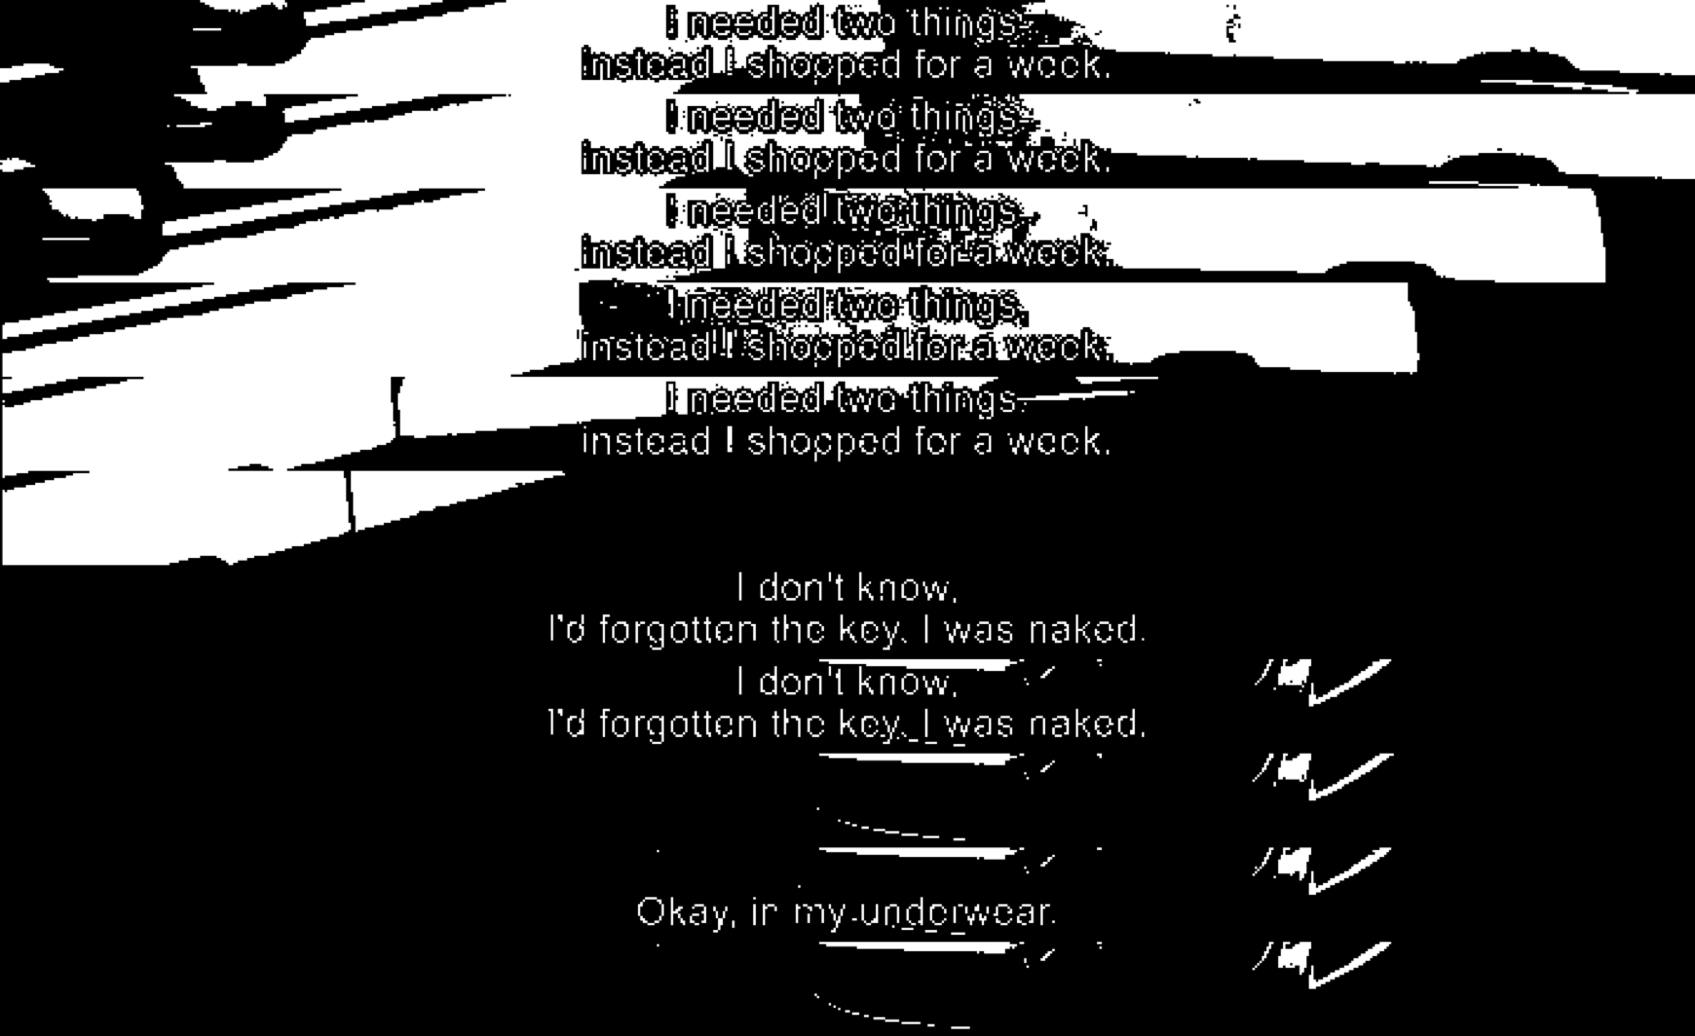 I needed two things,
instead I shopped for a week.
I needed two things,
instead I shopped for a week.
I needed two things,
instead I shopped for a week.
I needed two things,
instead I shopped for a week.
I needed two things,
instead I shopped for a week.
I don't know,
I'd forgotten the key. I was naked.
I don't know,
I'd forgotten the key. I was naked.
Okay, in my underwear.